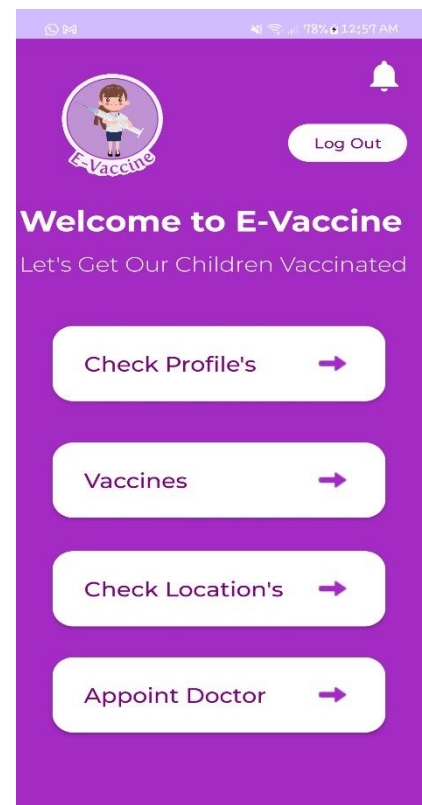 78% 12:57 AM
E-Vaccine
Log Out
Welcome to E-Vaccine
Let's Get Our Children Vaccinated
Check Profile's
Vaccines
Check Location's
Appoint Doctor